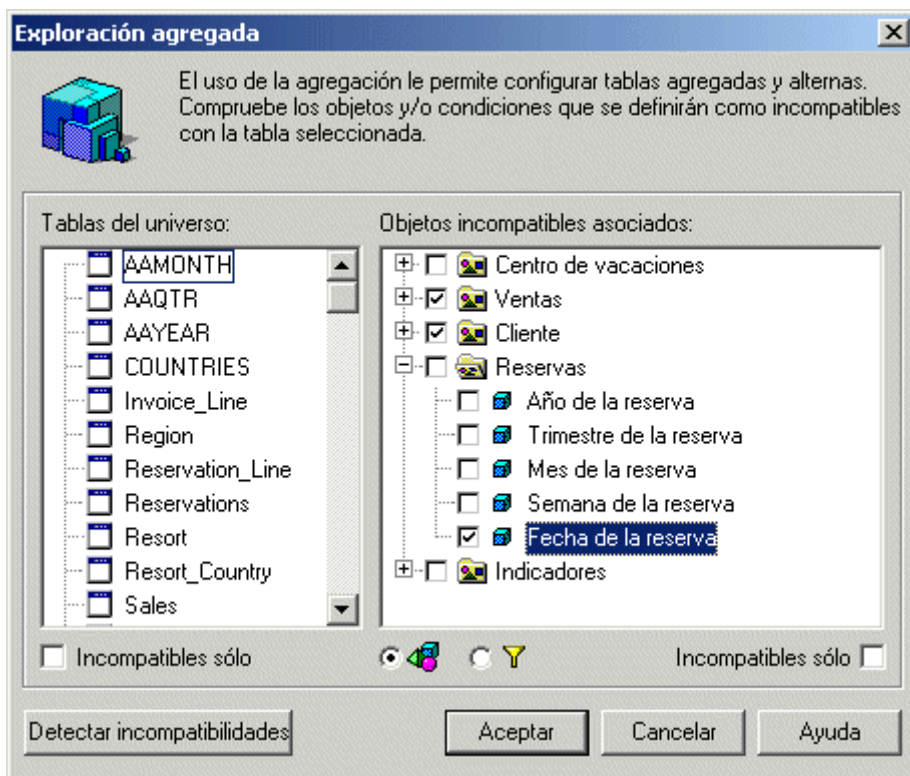 Exploración agregada
El uso de la agregación le permite configurar tablas agregadas y alternas.
Compruebe los objetos y/o condiciones que se definirán como incompatibles
con la tabla seleccionada.
Tablas del universo:
AAMONTH
AAQTR
AAYEAR
COUNTRIES
Invoice_Line
Region
Reservation_Line
Reservations
Resort
Resort_Country
Sales
Incompatibles sólo
Objetos incompatibles asociados:
Centro de vacaciones
Ventas
Cliente
Reservas
Año de la reserva
Trimestre de la reserva
Mes de la reserva
Semana de la reserva
Fecha de la reserva
Indicadores
Incompatibles sólo
Detectar incompatibilidades
Aceptar
Cancelar
Ayuda